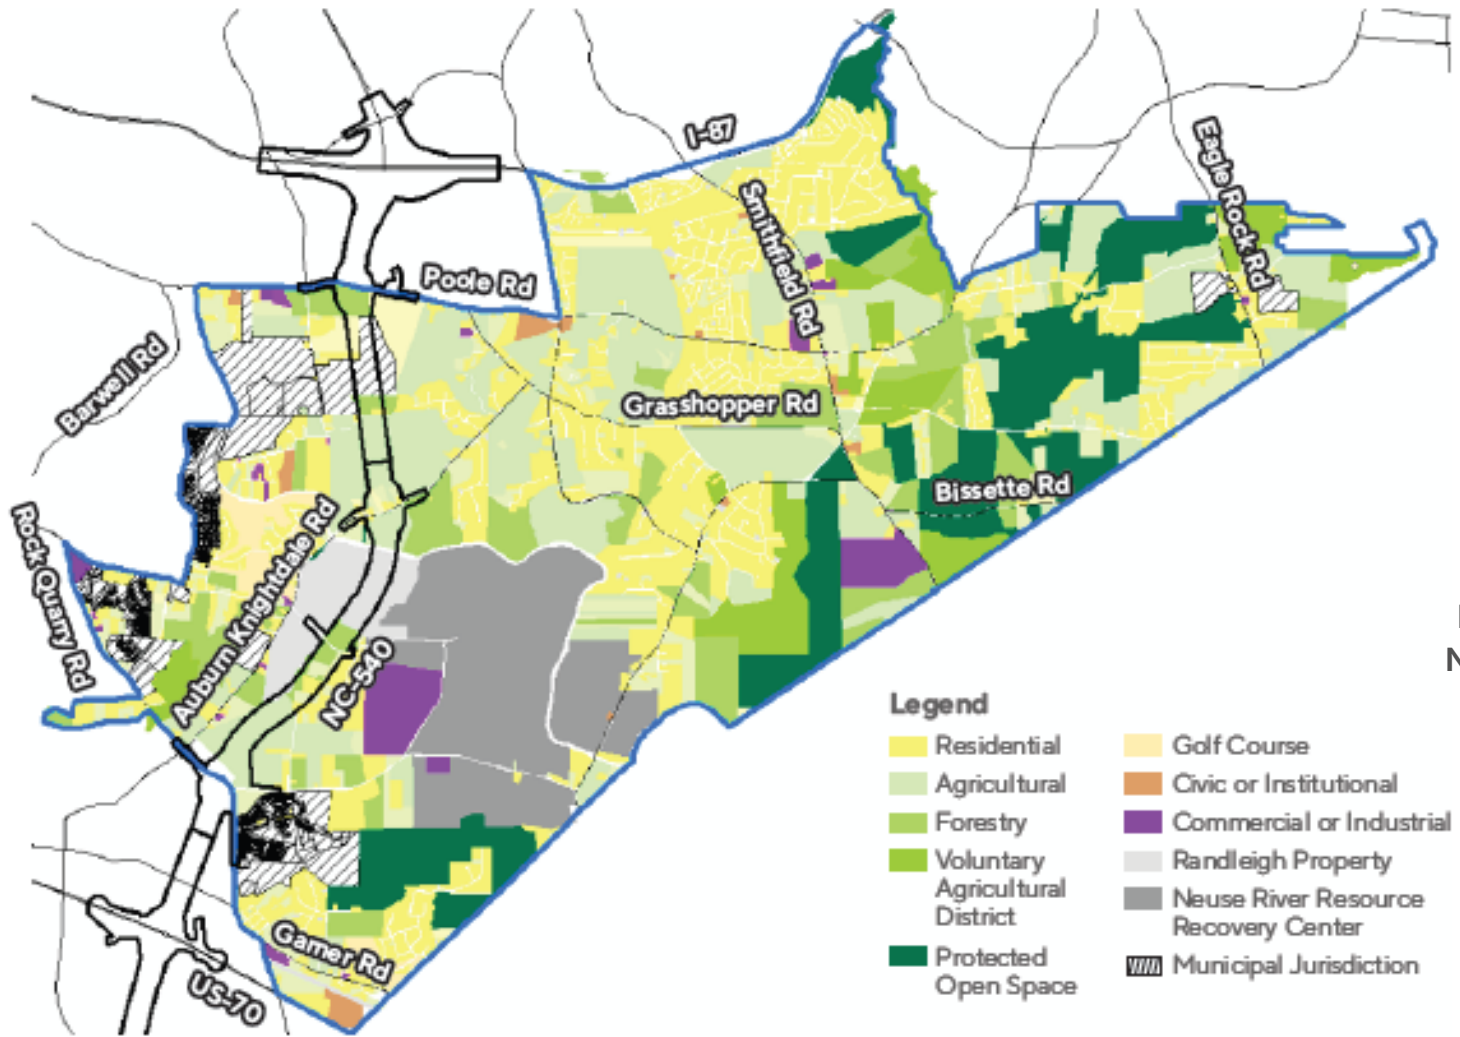 I-87
Eagle Rock Rd
Smithfield Rd
Poole Rd
Barwell Rd
Grasshopper Rd
Bissette Rd
Rock Quarry Rd
Auburn Knightdale Rd
NC-540
Garner Rd
US-70
N
Legend
Residential
Agricultural
Forestry
Voluntary
Agricultural
District
Protected
Open Space
Golf Course
Civic or Institutional
Commercial or Industrial
Randleigh Property
Neuse River Resource
Recovery Center
Municipal Jurisdiction